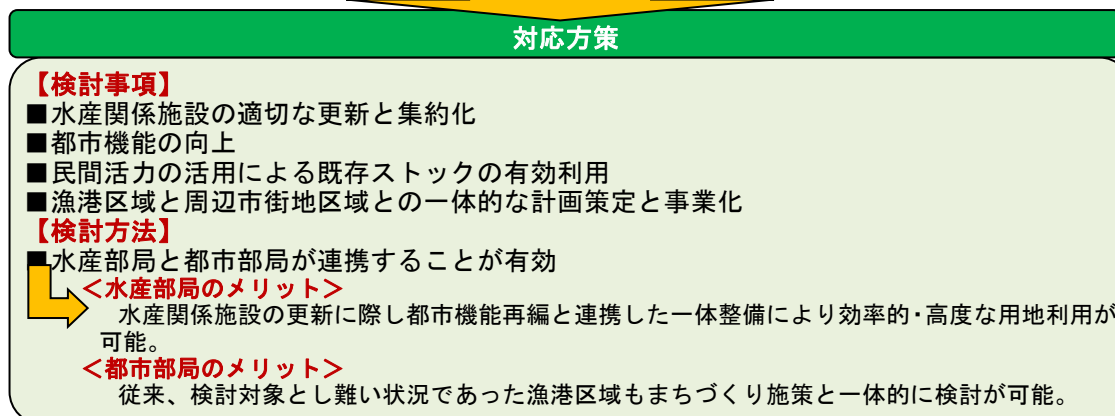 対応方策
【検討事項】
■水産関係施設の適切な更新と集約化
■都市機能の向上
■民間活力の活用による既存ストックの有効利用
■漁港区域と周辺市街地区域との一体的な計画策定と事業化
【検討方法】
■水産部局と都市部局が連携することが有効
＜水産部局のメリット＞
水産関係施設の更新に際し都市機能再編と連携した一体整備により効率的・高度な用地利用が
可能。
＜都市部局のメリット＞
従来、検討対象とし難い状況であった漁港区域もまちづくり施策と一体的に検討が可能。